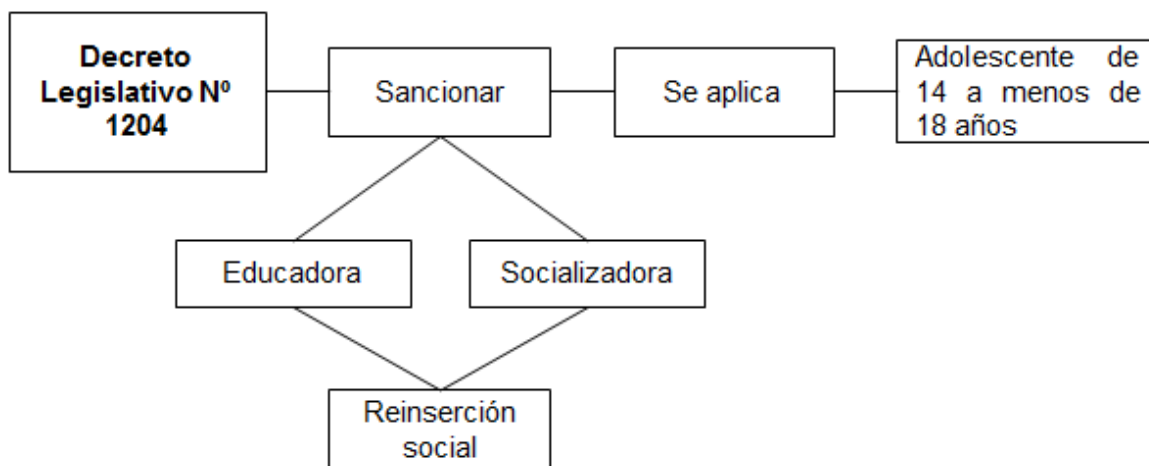 Decreto
Legislativo Nº
1204
Sancionar
Se aplica
Adolescente de
14 a menos de
18 años
Educadora
Socializadora
Reinserción
social